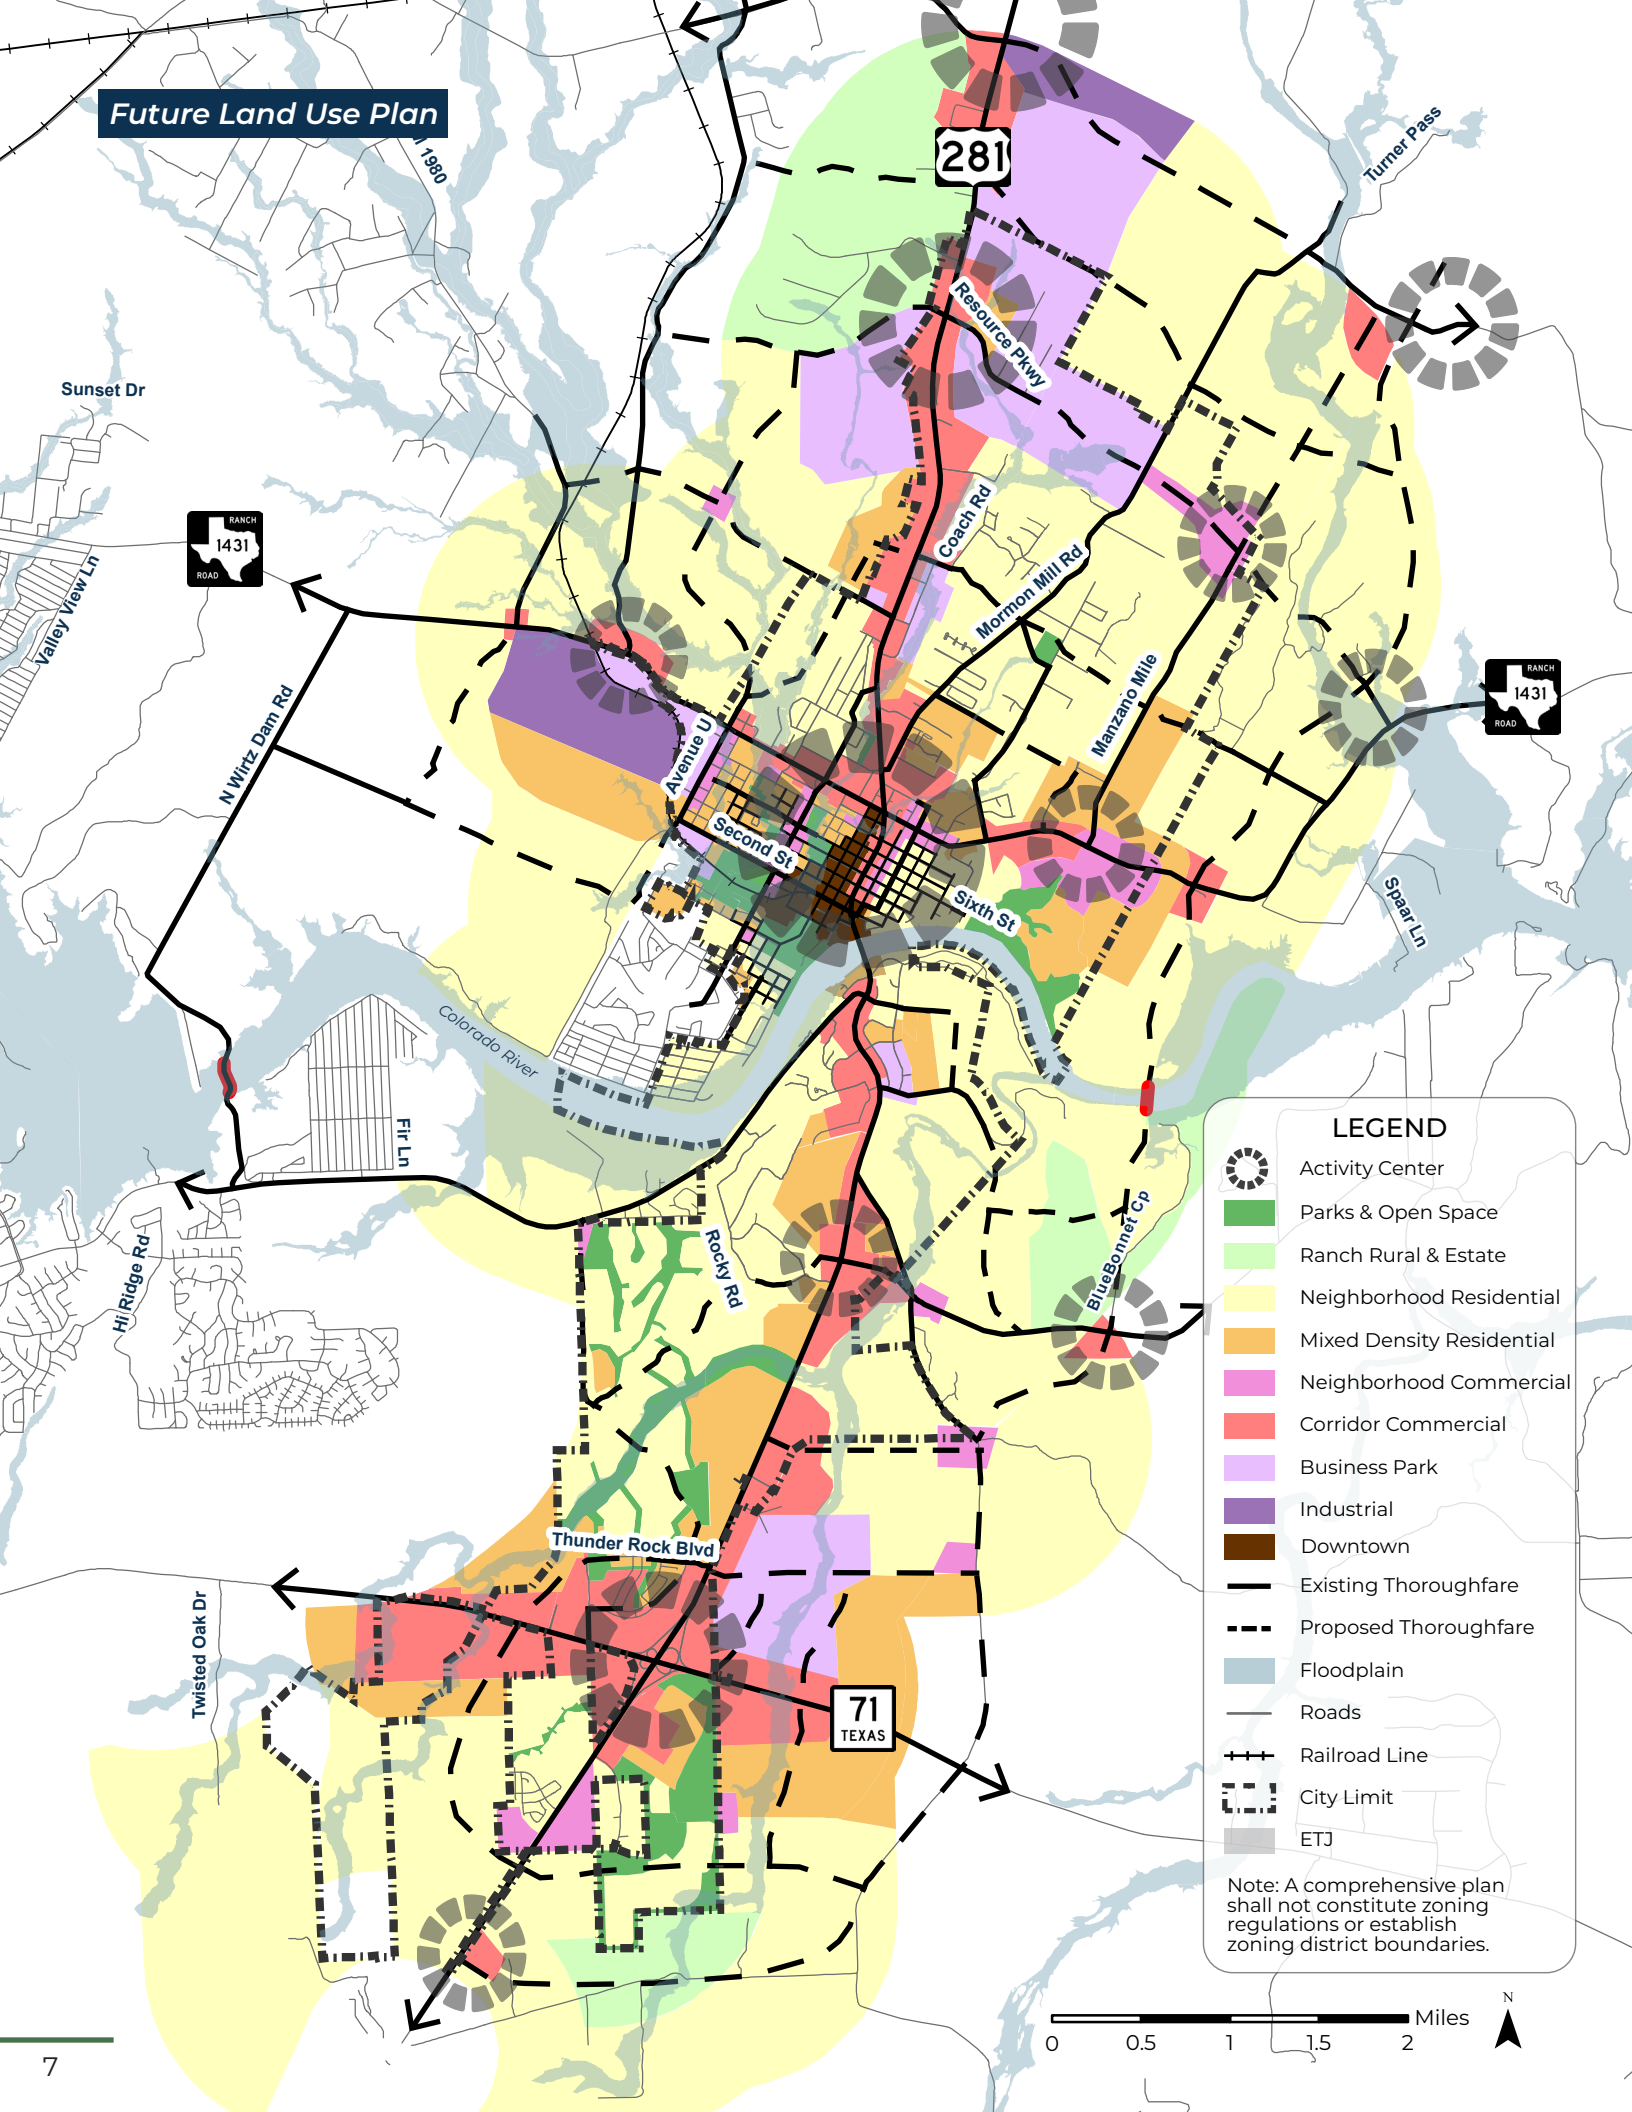 Future Land Use Plan
1980
281
Turner Pass
Resource Pkwy
Sunset Dr
Coach Rd
RANCH
1431
ROAD
Valley View Ln
Mormon Mill Rd
Manzano Mile
RANCH
1431
ROAD
N Wirtz Dam Rd
Avenue U
Second St
Sixth St
Spaar Ln
Colorado River
Fir Ln
Hi Ridge Rd
Rocky Rd
BlueBonnet Cp
Thunder Rock Blvd
Twisted Oak Dr
71
TEXAS
LEGEND
Activity Center
Parks & Open Space
Ranch Rural & Estate
Neighborhood Residential
Mixed Density Residential
Neighborhood Commercial
Corridor Commercial
Business Park
Industrial
Downtown
Existing Thoroughfare
Proposed Thoroughfare
Floodplain
Roads
Railroad Line
City Limit
ETJ
Note: A comprehensive plan
shall not constitute zoning
regulations or establish
zoning district boundaries.
N
Miles
0 0.5 1 1.5 2
7